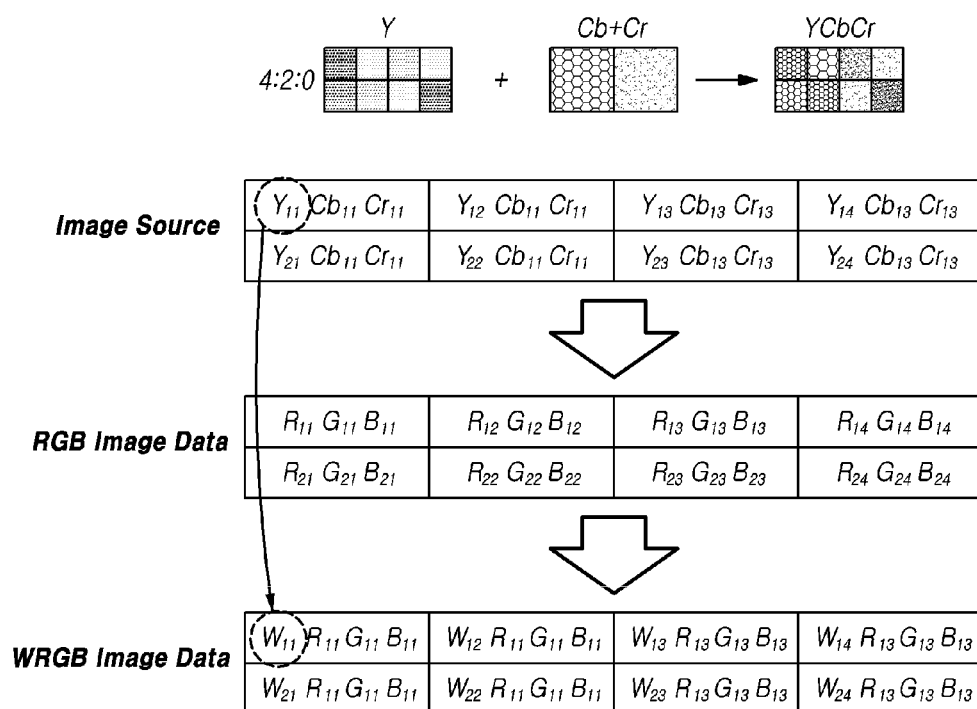 Y Cb+Cr YCbCr
4:2:0 +
Image Source
Y₁₁ Cb₁₁ Cr₁₁ Y₁₂ Cb₁₁ Cr₁₁ Y₁₃ Cb₁₃ Cr₁₃ Y₁₄ Cb₁₃ Cr₁₃
Y₂₁ Cb₁₁ Cr₁₁ Y₂₂ Cb₁₁ Cr₁₁ Y₂₃ Cb₁₃ Cr₁₃ Y₂₄ Cb₁₃ Cr₁₃
RGB Image Data
R₁₁ G₁₁ B₁₁ R₁₂ G₁₂ B₁₂ R₁₃ G₁₃ B₁₃ R₁₄ G₁₄ B₁₄
R₂₁ G₂₁ B₂₁ R₂₂ G₂₂ B₂₂ R₂₃ G₂₃ B₂₃ R₂₄ G₂₄ B₂₄
WRGB Image Data
W₁₁ R₁₁ G₁₁ B₁₁ W₁₂ R₁₁ G₁₁ B₁₁ W₁₃ R₁₃ G₁₃ B₁₃ W₁₄ R₁₃ G₁₃ B₁₃
W₂₁ R₁₁ G₁₁ B₁₁ W₂₂ R₁₁ G₁₁ B₁₁ W₂₃ R₁₃ G₁₃ B₁₃ W₂₄ R₁₃ G₁₃ B₁₃